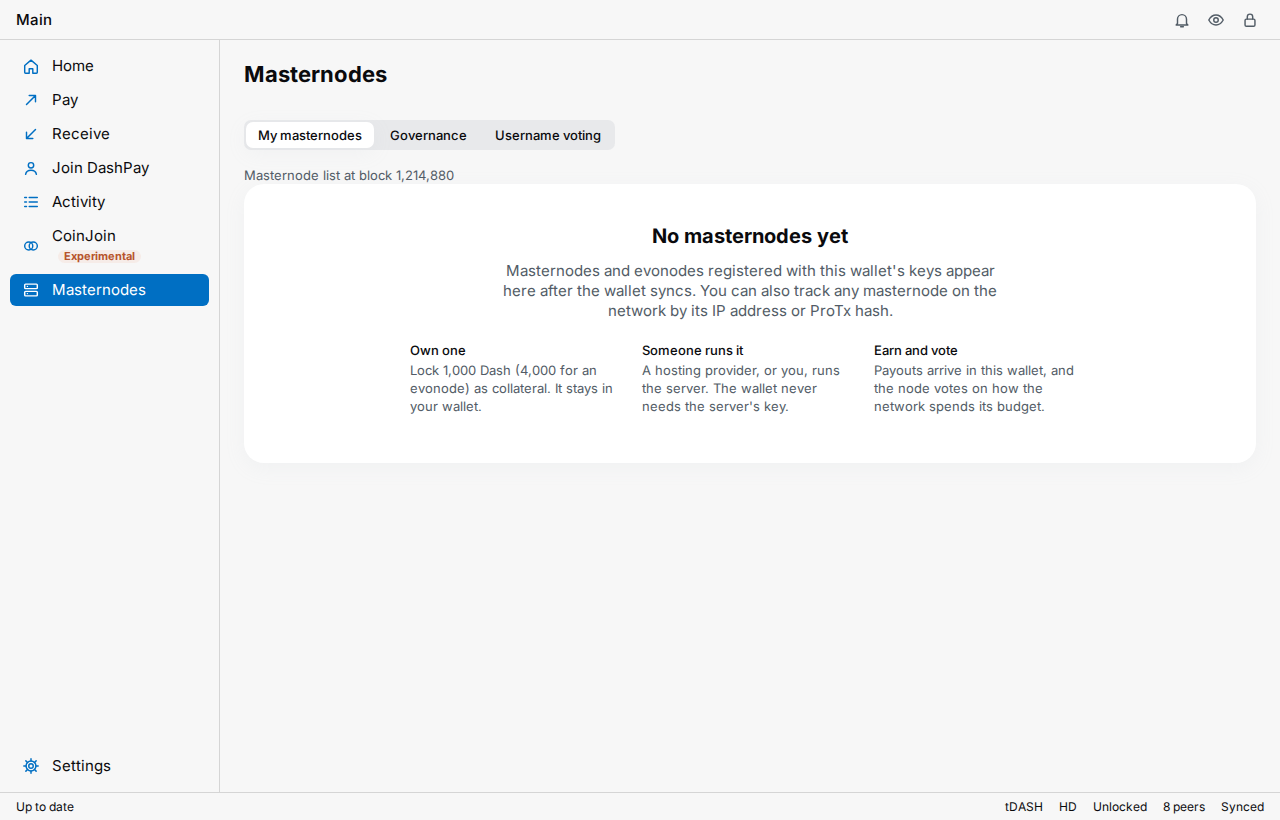 Main
Home
Pay
Receive
Join DashPay
Activity
CoinJoin
Experimental
Masternodes
Settings
Masternodes
My masternodes
Governance
Username voting
Masternode list at block 1,214,880
No masternodes yet
Masternodes and evonodes registered with this wallet's keys appear
here after the wallet syncs. You can also track any masternode on the
network by its IP address or ProTx hash.
Own one
Lock 1,000 Dash (4,000 for an
evonode) as collateral. It stays in
your wallet.
Someone runs it
A hosting provider, or you, runs
the server. The wallet never
needs the server's key.
Earn and vote
Payouts arrive in this wallet, and
the node votes on how the
network spends its budget.
Up to date
tDASH
HD
Unlocked
8 peers
Synced